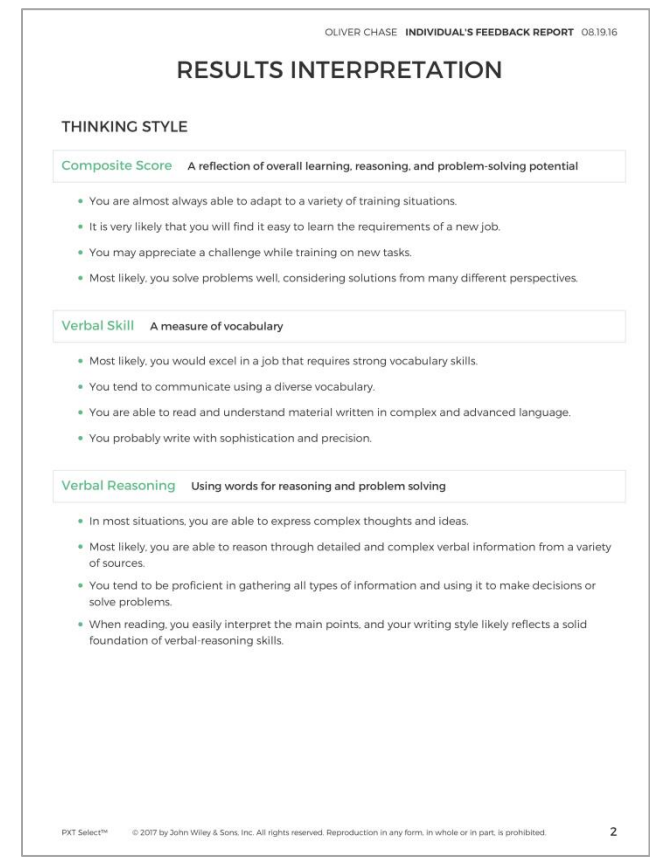 OLIVER CHASE INDIVIDUAL'S FEEDBACK REPORT 08.19.16
RESULTS INTERPRETATION
THINKING STYLE
Composite Score A reflection of overall learning, reasoning, and problem-solving potential
• You are almost always able to adapt to a variety of training situations.
• It is very likely that you will find it easy to learn the requirements of a new job.
• You may appreciate a challenge while training on new tasks.
• Most likely, you solve problems well, considering solutions from many different perspectives.
Verbal Skill A measure of vocabulary
• Most likely, you would excel in a job that requires strong vocabulary skills.
• You tend to communicate using a diverse vocabulary.
• You are able to read and understand material written in complex and advanced language.
• You probably write with sophistication and precision.
Verbal Reasoning Using words for reasoning and problem solving
• In most situations, you are able to express complex thoughts and ideas.
• Most likely, you are able to reason through detailed and complex verbal information from a variety
of sources.
• You tend to be proficient in gathering all types of information and using it to make decisions or
solve problems.
• When reading, you easily interpret the main points, and your writing style likely reflects a solid
foundation of verbal-reasoning skills.
PXT Select™ © 2017 by John Wiley & Sons, Inc. All rights reserved. Reproduction in any form, in whole or in part, is prohibited. 2